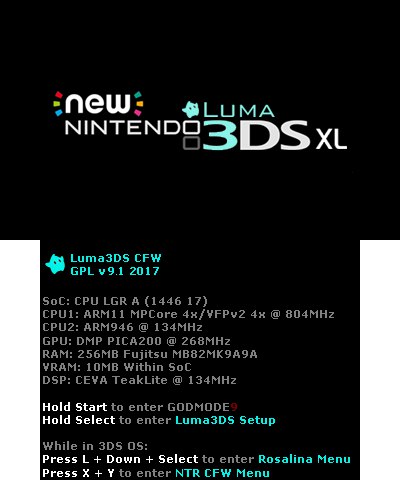 new
LUMA
NINTENDO 3DS XL
Luma3DS CFW
GPL v9.1 2017
SoC: CPU LGR A (1446 17)
CPU1: ARM11 MPCore 4x/VFPv2 4x @ 804MHz
CPU2: ARM946 @ 134MHz
GPU: DMP PICA200 @ 268MHz
RAM: 256MB Fujitsu MB82MK9A9A
VRAM: 10MB Within SoC
DSP: CEVA TeakLite @ 134MHz
Hold Start to enter GODMODE9
Hold Select to enter Luma3DS Setup
While in 3DS OS:
Press L + Down + Select to enter Rosalina Menu
Press X + Y to enter NTR CFW Menu